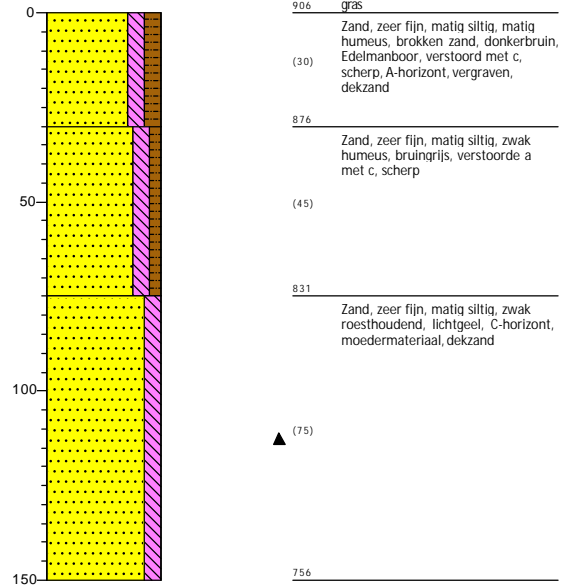 0
906 gras
Zand, zeer fijn, matig siltig, matig
humeus, brokken zand, donkerbruin,
Edelmanboor, verstoord met c,
scherp, A-horizont, vergraven,
dekzand
(30)
876
Zand, zeer fijn, matig siltig, zwak
humeus, bruingrijs, verstoorde a
met c, scherp
50
(45)
831
Zand, zeer fijn, matig siltig, zwak
roesthoudend, lichtgeel, C-horizont,
moedermateriaal, dekzand
100
(75)
756
150